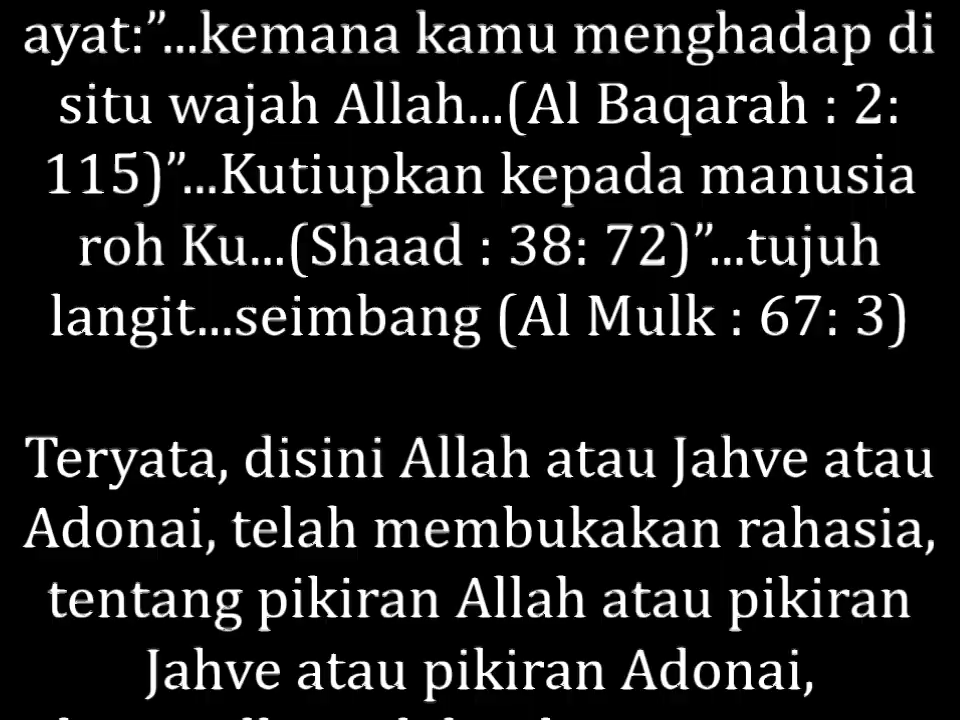 ayat:”...kemana kamu menghadap di
situ wajah Allah...(Al Baqarah : 2:
115)”...Kutiupkan kepada manusia
roh Ku...(Shaad : 38: 72)”...tujuh
langit...seimbang (Al Mulk : 67: 3)
Teryata, disini Allah atau Jahve atau
Adonai, telah membukakan rahasia,
tentang pikiran Allah atau pikiran
Jahve atau pikiran Adonai,